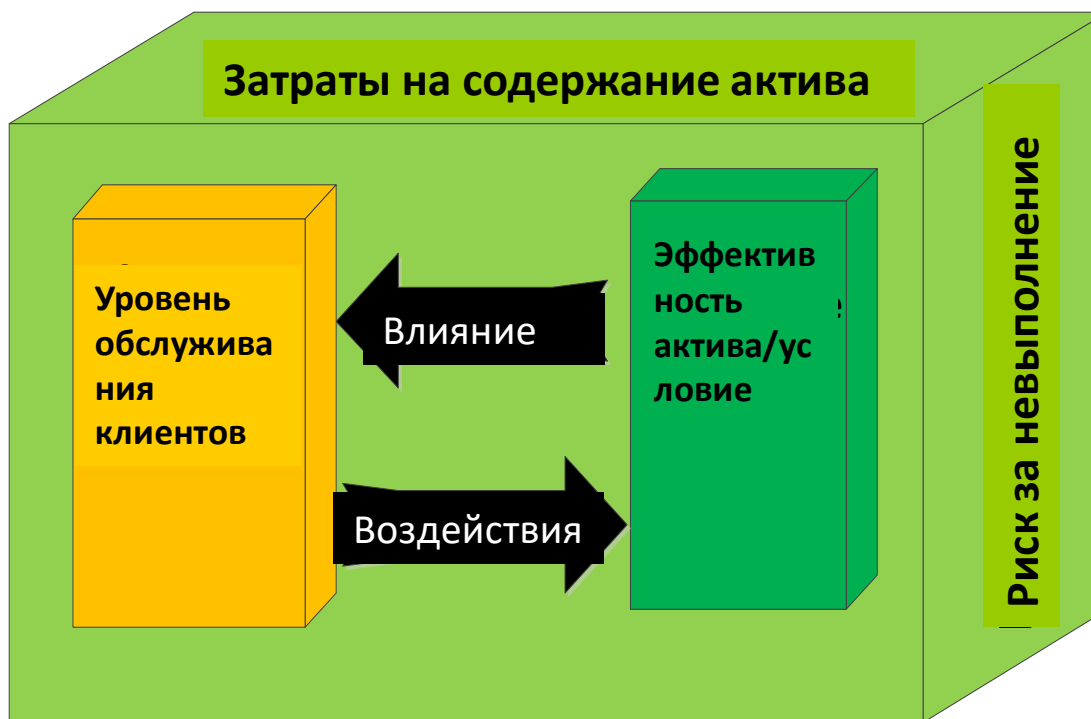 Затраты на содержание актива
Уровень
обслужива
ния
клиентов
Влияние
Эффектив
ность
актива/ус
ловие
Воздействия
Риск за невыполнение